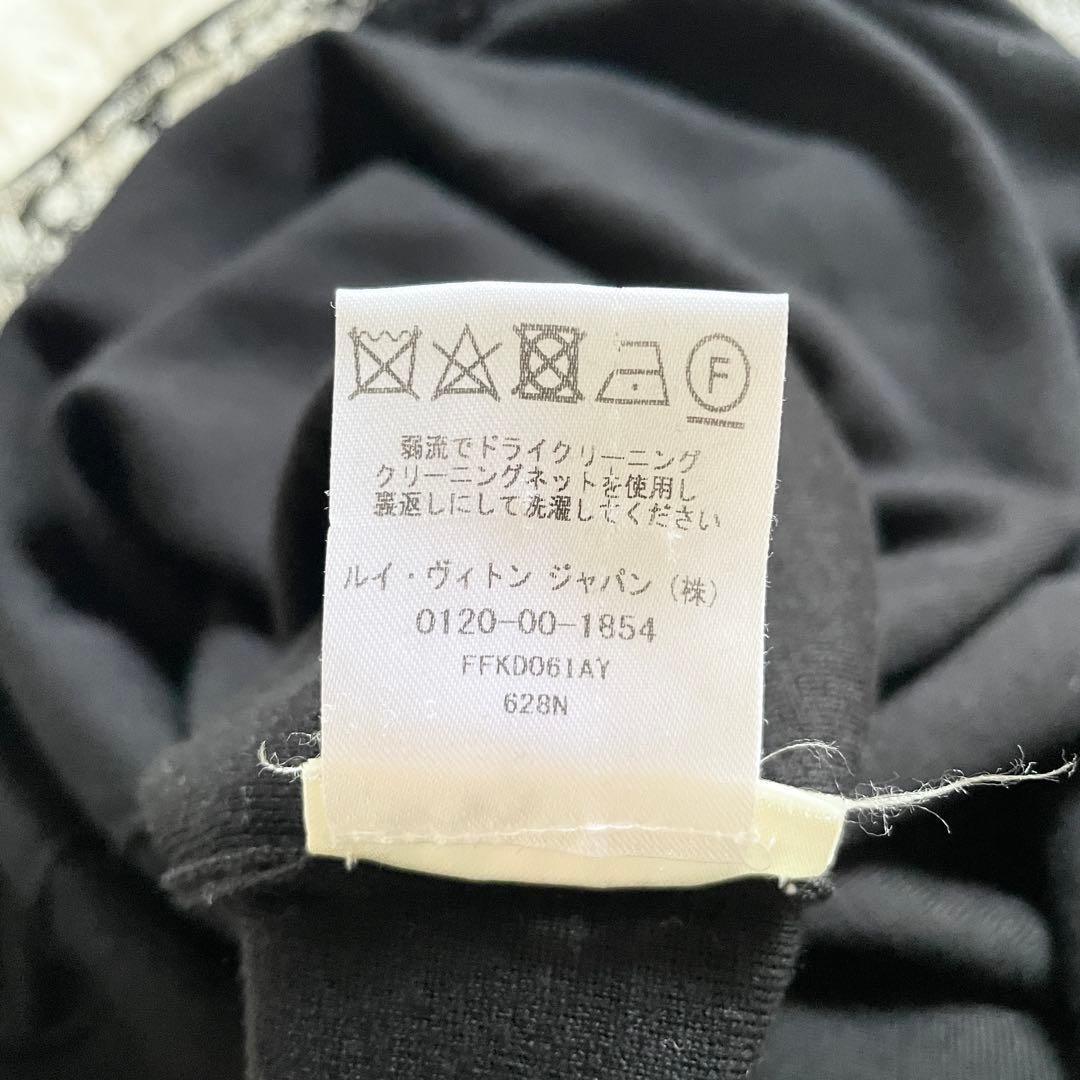 F
弱流でドライクリーニング
クリーニングネットを使用し
裏返しにして洗濯してください
ルイ・ヴィトン ジャパン (株)
0120-00-1854
FFKD06IAY
628N